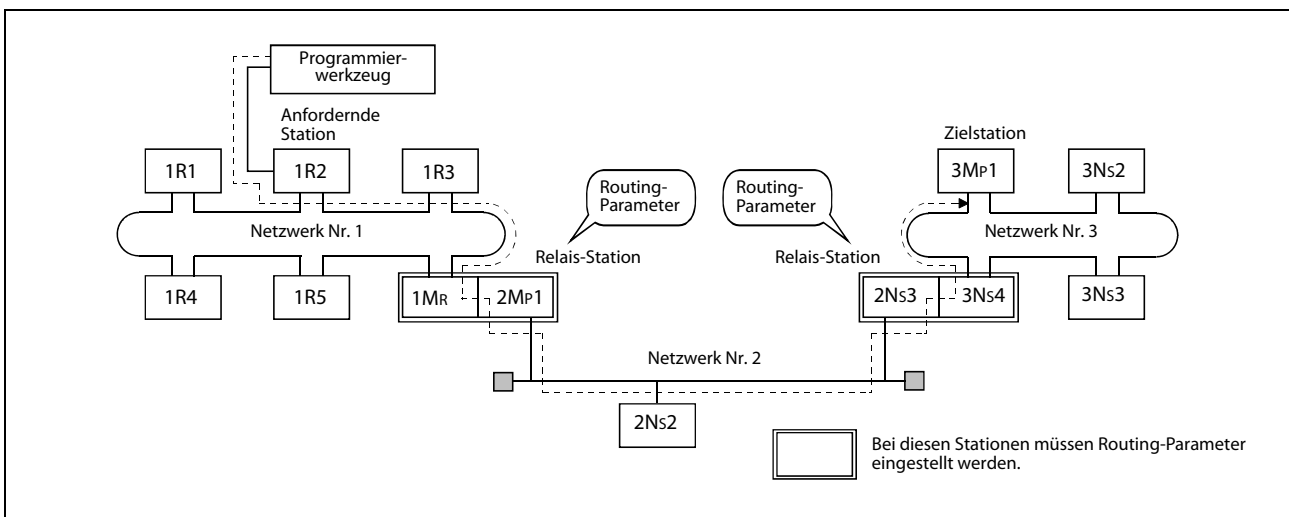 Programmier-
werkzeug
Anfordernde
Station
Zielstation
1R1
1R2
1R3
3MP1
3NS2
Routing-
Parameter
Routing-
Parameter
Netzwerk Nr. 1
Netzwerk Nr. 3
Relais-Station
Relais-Station
1R4
1R5
1MR
2MP1
2NS3
3NS4
3NS3
Netzwerk Nr. 2
2NS2
Bei diesen Stationen müssen Routing-Parameter
eingestellt werden.